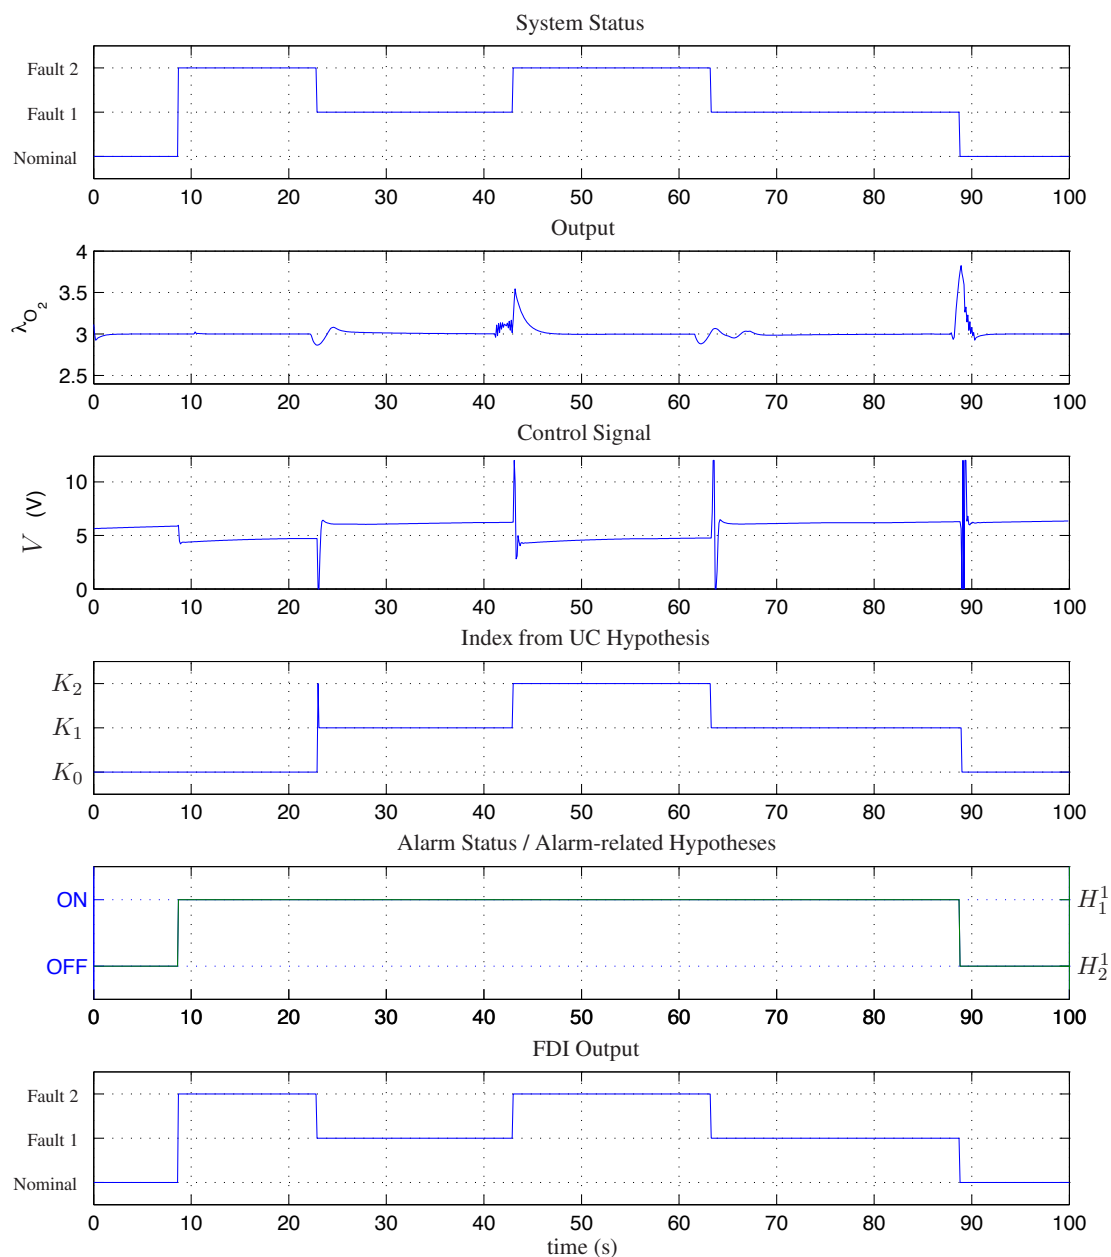 System Status
Fault 2
Fault 1
Nominal
0 10 20 30 40 50 60 70 80 90 100
Output
4
3.5
3
2.5
λO2
0 10 20 30 40 50 60 70 80 90 100
Control Signal
10
5
0
V (V)
0 10 20 30 40 50 60 70 80 90 100
Index from UC Hypothesis
K2
K1
K0
0 10 20 30 40 50 60 70 80 90 100
Alarm Status / Alarm-related Hypotheses
ON H₁¹
OFF H₂¹
0 10 20 30 40 50 60 70 80 90 100
FDI Output
Fault 2
Fault 1
Nominal
0 10 20 30 40 50 60 70 80 90 100
time (s)